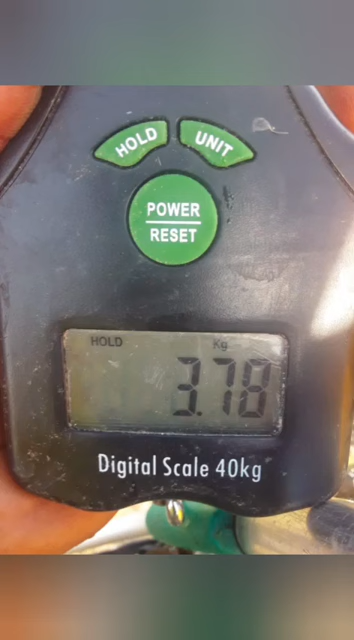 HOLD
UNIT
POWER
RESET
HOLD Kg
3.78
Digital Scale 40kg